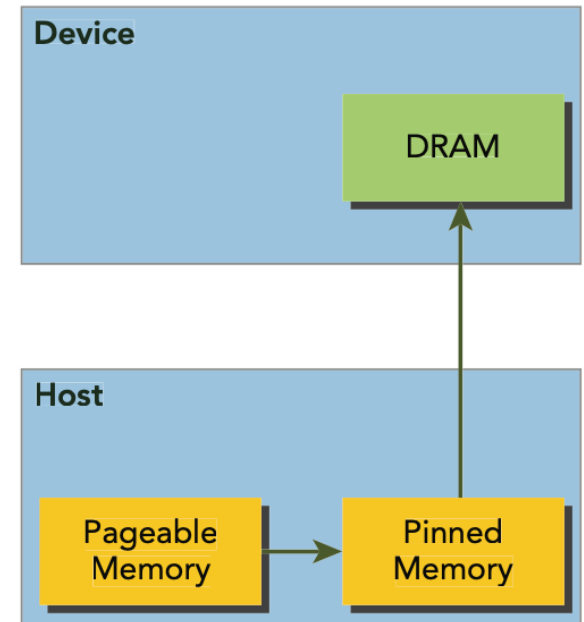 Device
DRAM
Host
Pageable
Memory
Pinned
Memory